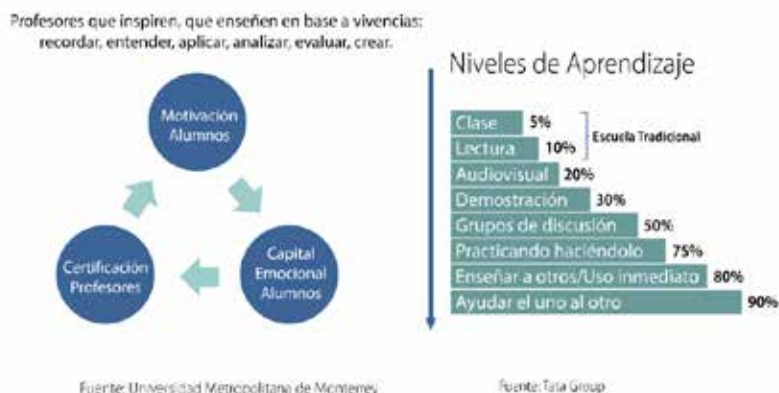 Profesores que inspiren, que enseñen en base a vivencias:
recordar, entender, aplicar, analizar, evaluar, crear.
Motivación
Alumnos
Capital
Emocional
Alumnos
Certificación
Profesores
Fuente: Universidad Metropolitana de Monterrey
Niveles de Aprendizaje
Clase 5%
Lectura 10%
Escuela Tradicional
Audiovisual 20%
Demostración 30%
Grupos de discusión 50%
Practicando haciéndolo 75%
Enseñar a otros/Uso inmediato 80%
Ayudar el uno al otro 90%
Fuente: Tata Group